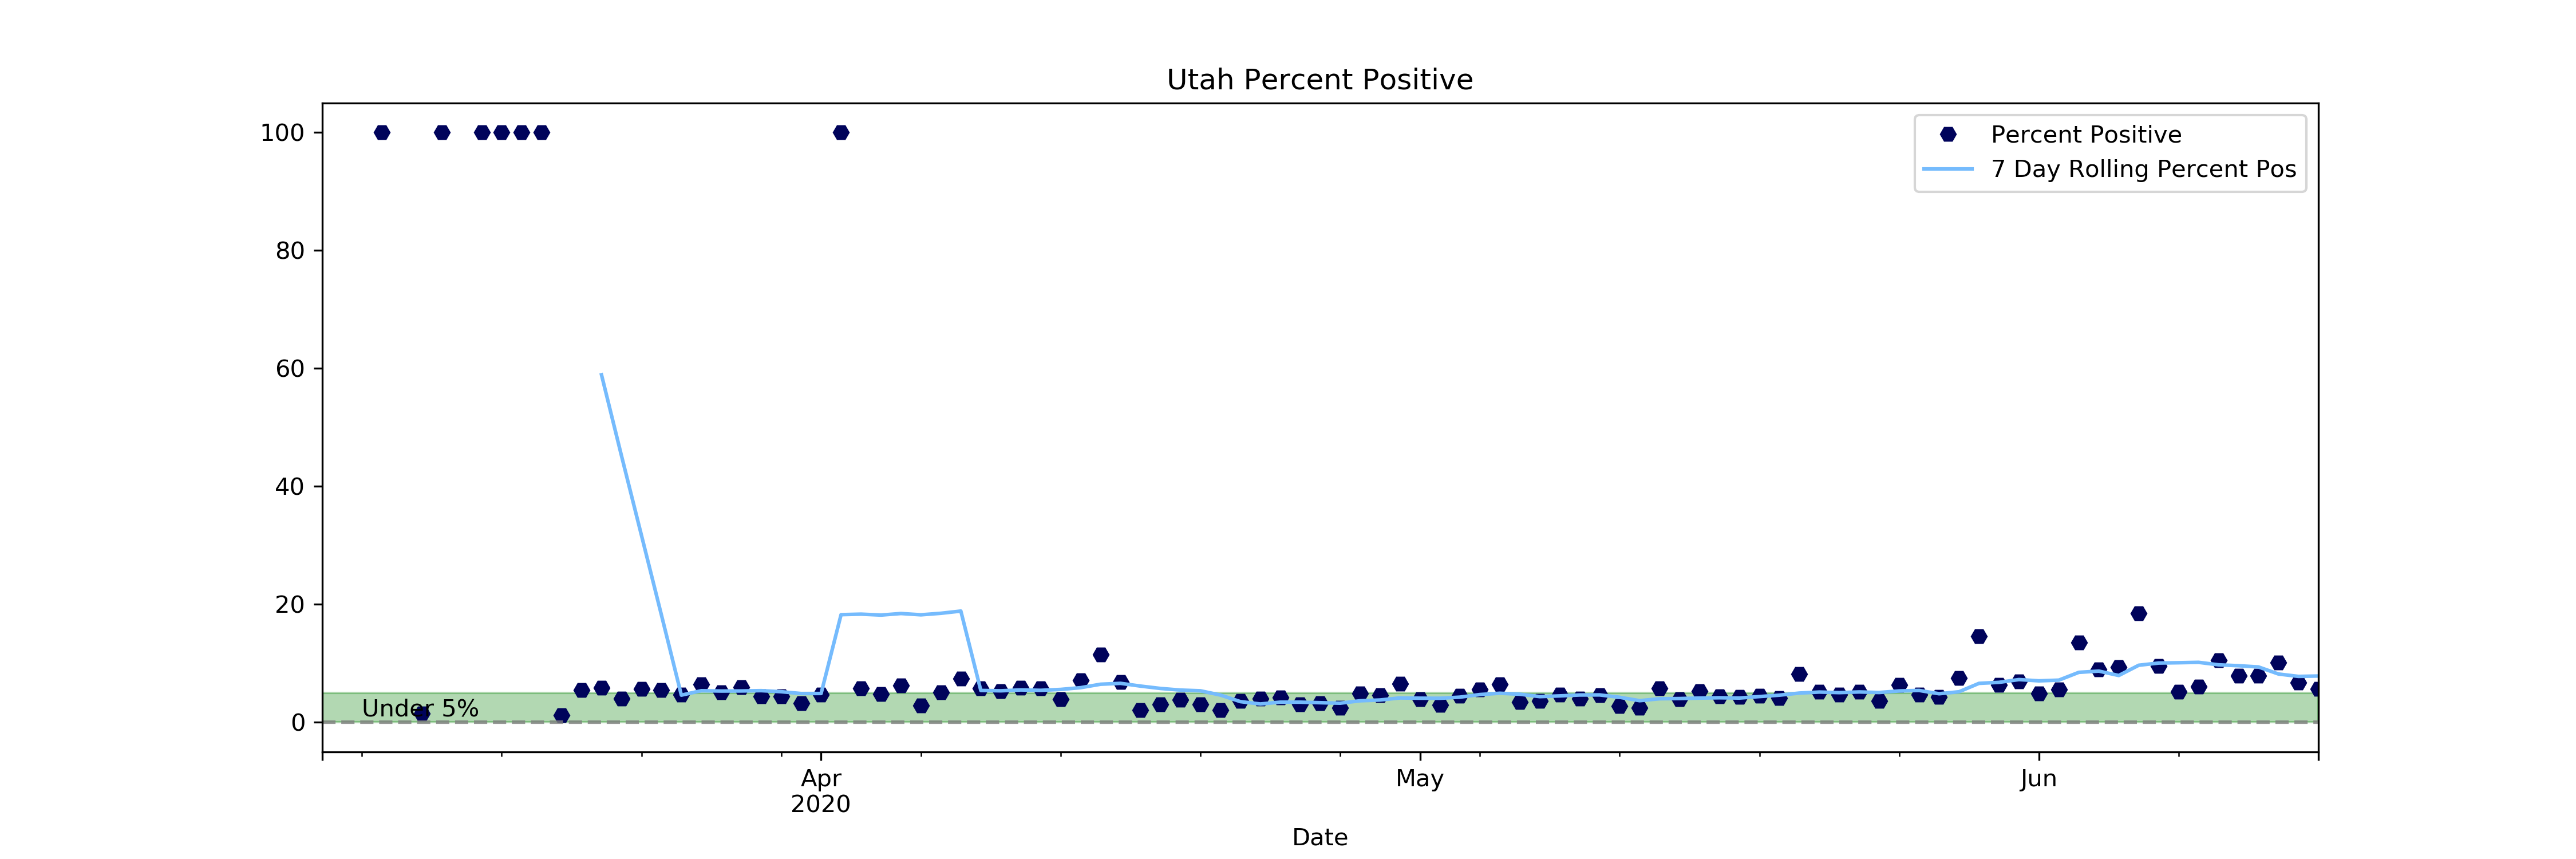 Utah Percent Positive
Percent Positive
7 Day Rolling Percent Pos
100
80
60
40
20
0
Under 5%
Apr
2020
May
Jun
Date